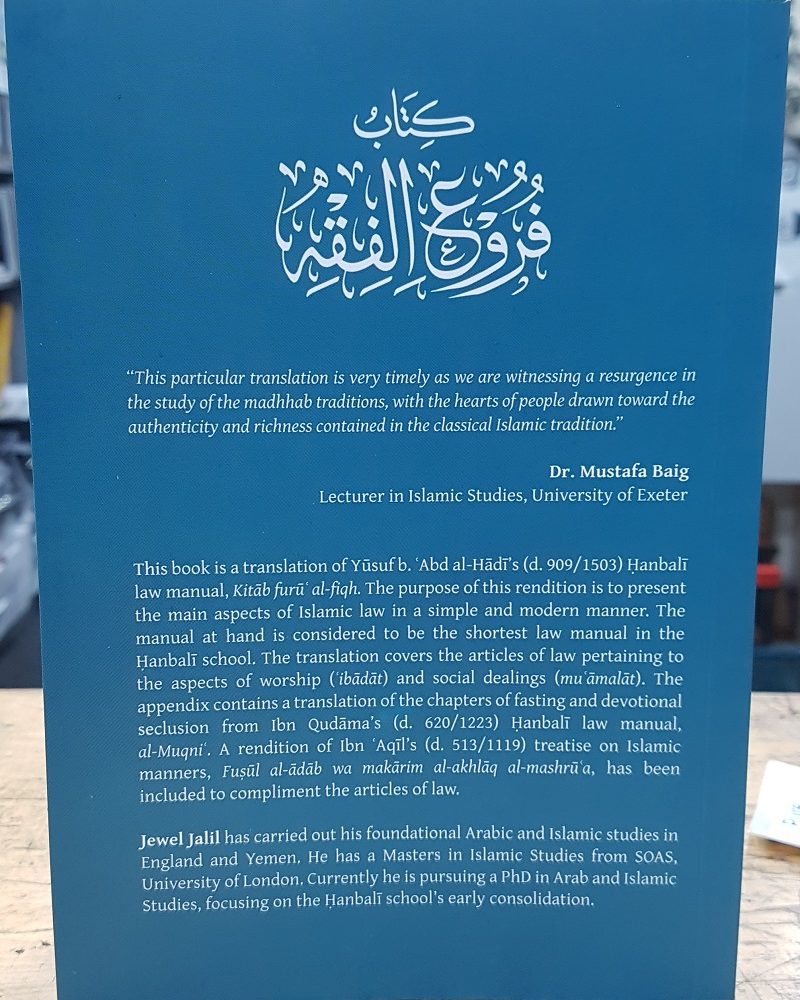 كِتَابُ
فُرُوْعِ الْفِقْهِ
“This particular translation is very timely as we are witnessing a resurgence in
the study of the madhhab traditions, with the hearts of people drawn toward the
authenticity and richness contained in the classical Islamic tradition.”
Dr. Mustafa Baig
Lecturer in Islamic Studies, University of Exeter
This book is a translation of Yūsuf b. ʿAbd al-Hādī’s (d. 909/1503) Ḥanbalī
law manual, Kitāb furūʿ al-fiqh. The purpose of this rendition is to present
the main aspects of Islamic law in a simple and modern manner. The
manual at hand is considered to be the shortest law manual in the
Ḥanbalī school. The translation covers the articles of law pertaining to
the aspects of worship (ʿibādāt) and social dealings (muʿāmalāt). The
appendix contains a translation of the chapters of fasting and devotional
seclusion from Ibn Qudāma’s (d. 620/1223) Ḥanbalī law manual,
al-Muqniʿ. A rendition of Ibn ʿAqīl’s (d. 513/1119) treatise on Islamic
manners, Fuṣūl al-ādāb wa makārim al-akhlāq al-mashrūʿa, has been
included to compliment the articles of law.
Jewel Jalil has carried out his foundational Arabic and Islamic studies in
England and Yemen. He has a Masters in Islamic Studies from SOAS,
University of London. Currently he is pursuing a PhD in Arab and Islamic
Studies, focusing on the Ḥanbalī school’s early consolidation.